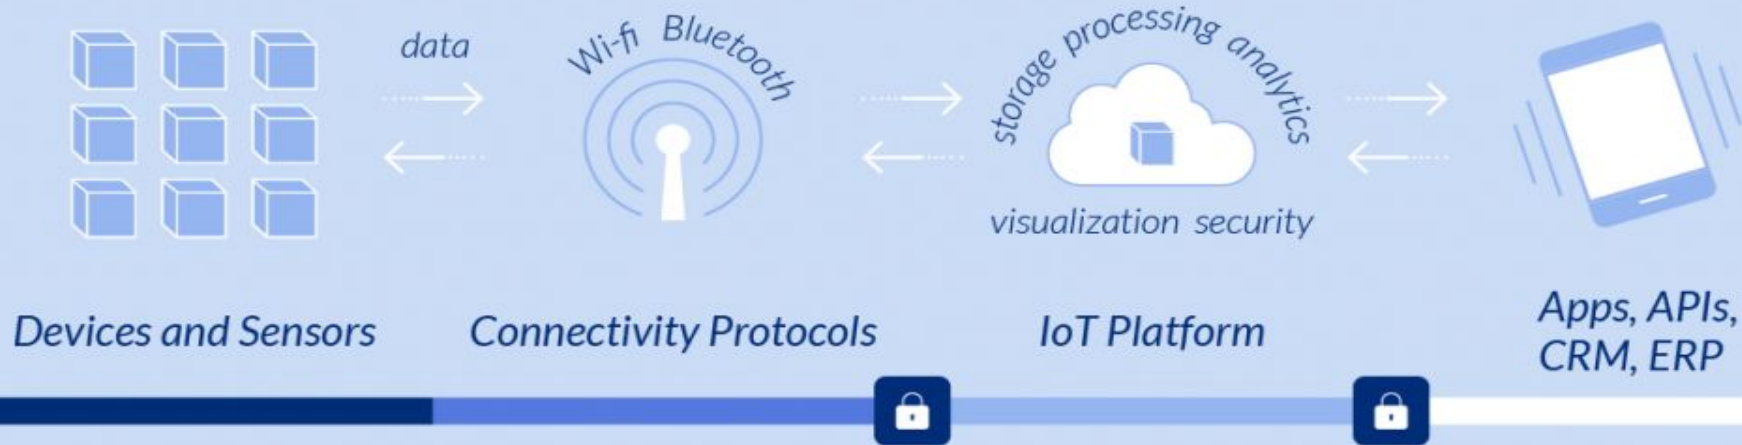 data
Wi-fi Bluetooth
storage processing analytics
visualization security
Devices and Sensors
Connectivity Protocols
IoT Platform
Apps, APIs,
CRM, ERP